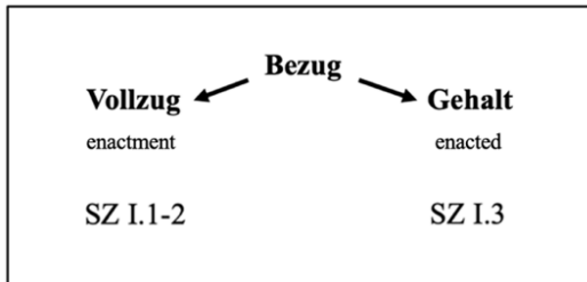 Bezug
Vollzug Gehalt
enactment enacted
SZ I.1-2 SZ I.3